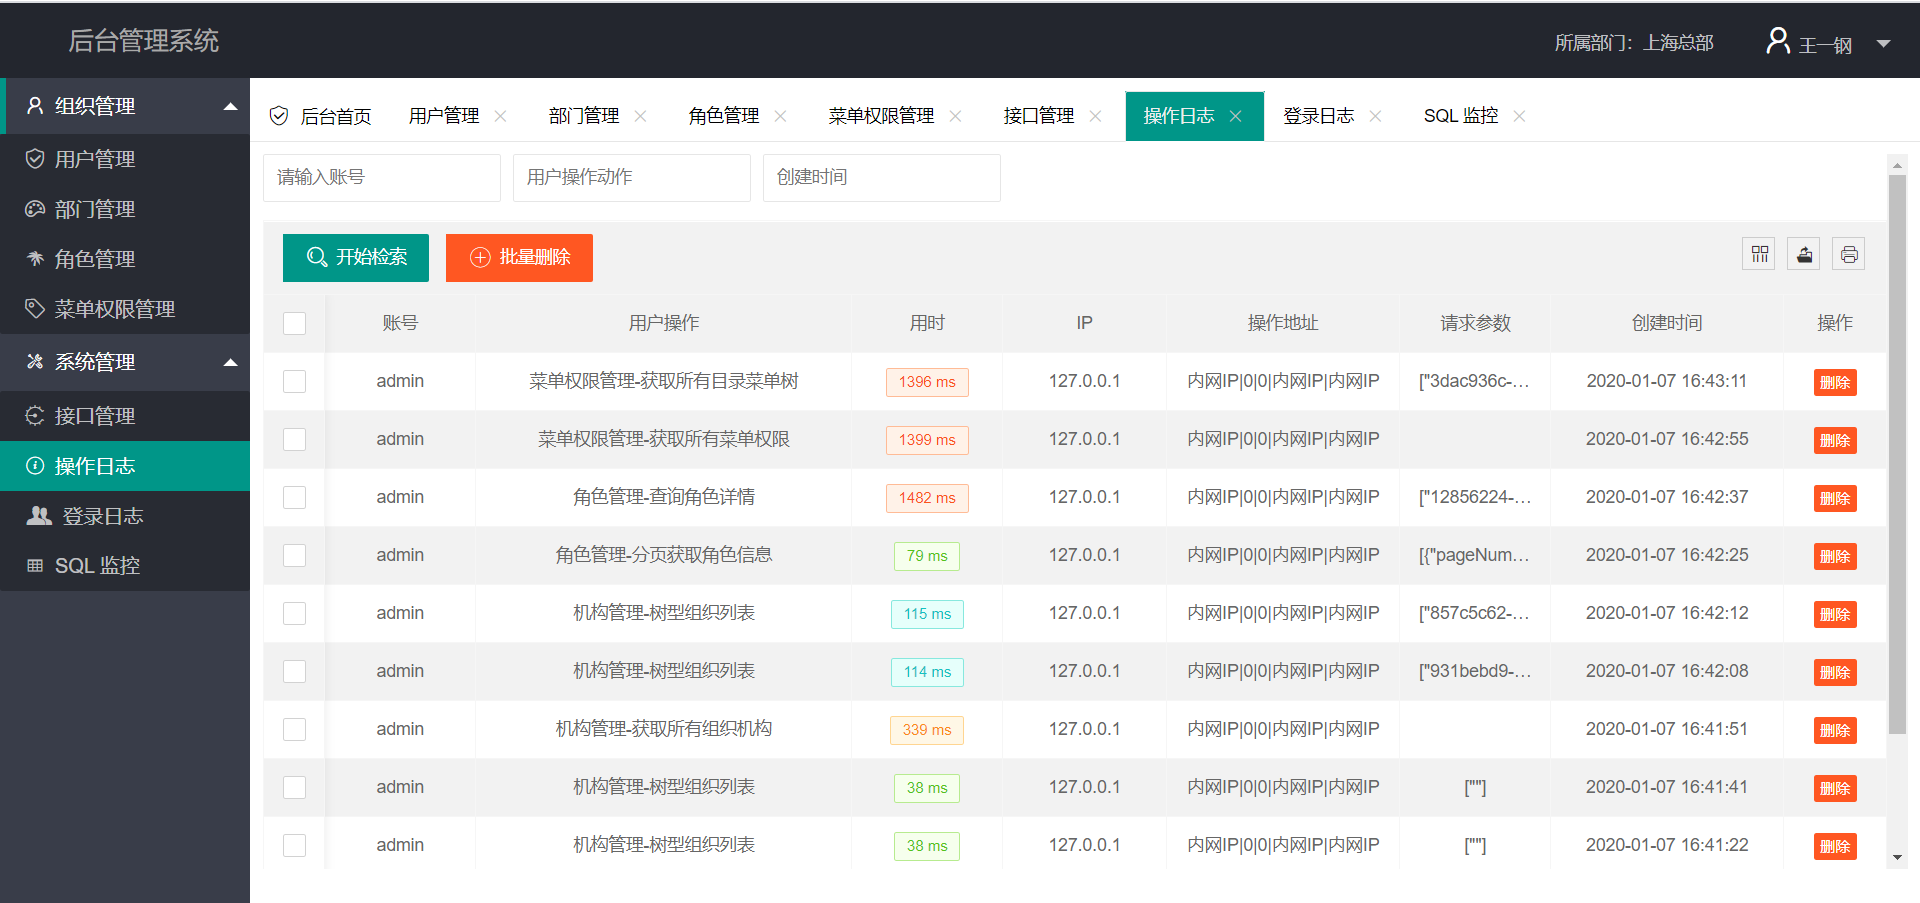 后台管理系统
所属部门：上海总部
王一钢
组织管理
用户管理
部门管理
角色管理
菜单权限管理
系统管理
接口管理
操作日志
登录日志
SQL 监控
后台首页 用户管理 部门管理 角色管理 菜单权限管理 接口管理 操作日志 登录日志 SQL 监控
请输入账号 用户操作动作 创建时间
开始检索 批量删除
账号 用户操作 用时 IP 操作地址 请求参数 创建时间 操作
admin 菜单权限管理-获取所有目录菜单树 1396 ms 127.0.0.1 内网IP|0|0|内网IP|内网IP ["3dac936c-... 2020-01-07 16:43:11 删除
admin 菜单权限管理-获取所有菜单权限 1399 ms 127.0.0.1 内网IP|0|0|内网IP|内网IP 2020-01-07 16:42:55 删除
admin 角色管理-查询角色详情 1482 ms 127.0.0.1 内网IP|0|0|内网IP|内网IP ["12856224-... 2020-01-07 16:42:37 删除
admin 角色管理-分页获取角色信息 79 ms 127.0.0.1 内网IP|0|0|内网IP|内网IP [{"pageNum... 2020-01-07 16:42:25 删除
admin 机构管理-树型组织列表 115 ms 127.0.0.1 内网IP|0|0|内网IP|内网IP ["857c5c62-... 2020-01-07 16:42:12 删除
admin 机构管理-树型组织列表 114 ms 127.0.0.1 内网IP|0|0|内网IP|内网IP ["931bebd9-... 2020-01-07 16:42:08 删除
admin 机构管理-获取所有组织机构 339 ms 127.0.0.1 内网IP|0|0|内网IP|内网IP 2020-01-07 16:41:51 删除
admin 机构管理-树型组织列表 38 ms 127.0.0.1 内网IP|0|0|内网IP|内网IP [""] 2020-01-07 16:41:41 删除
admin 机构管理-树型组织列表 38 ms 127.0.0.1 内网IP|0|0|内网IP|内网IP [""] 2020-01-07 16:41:22 删除